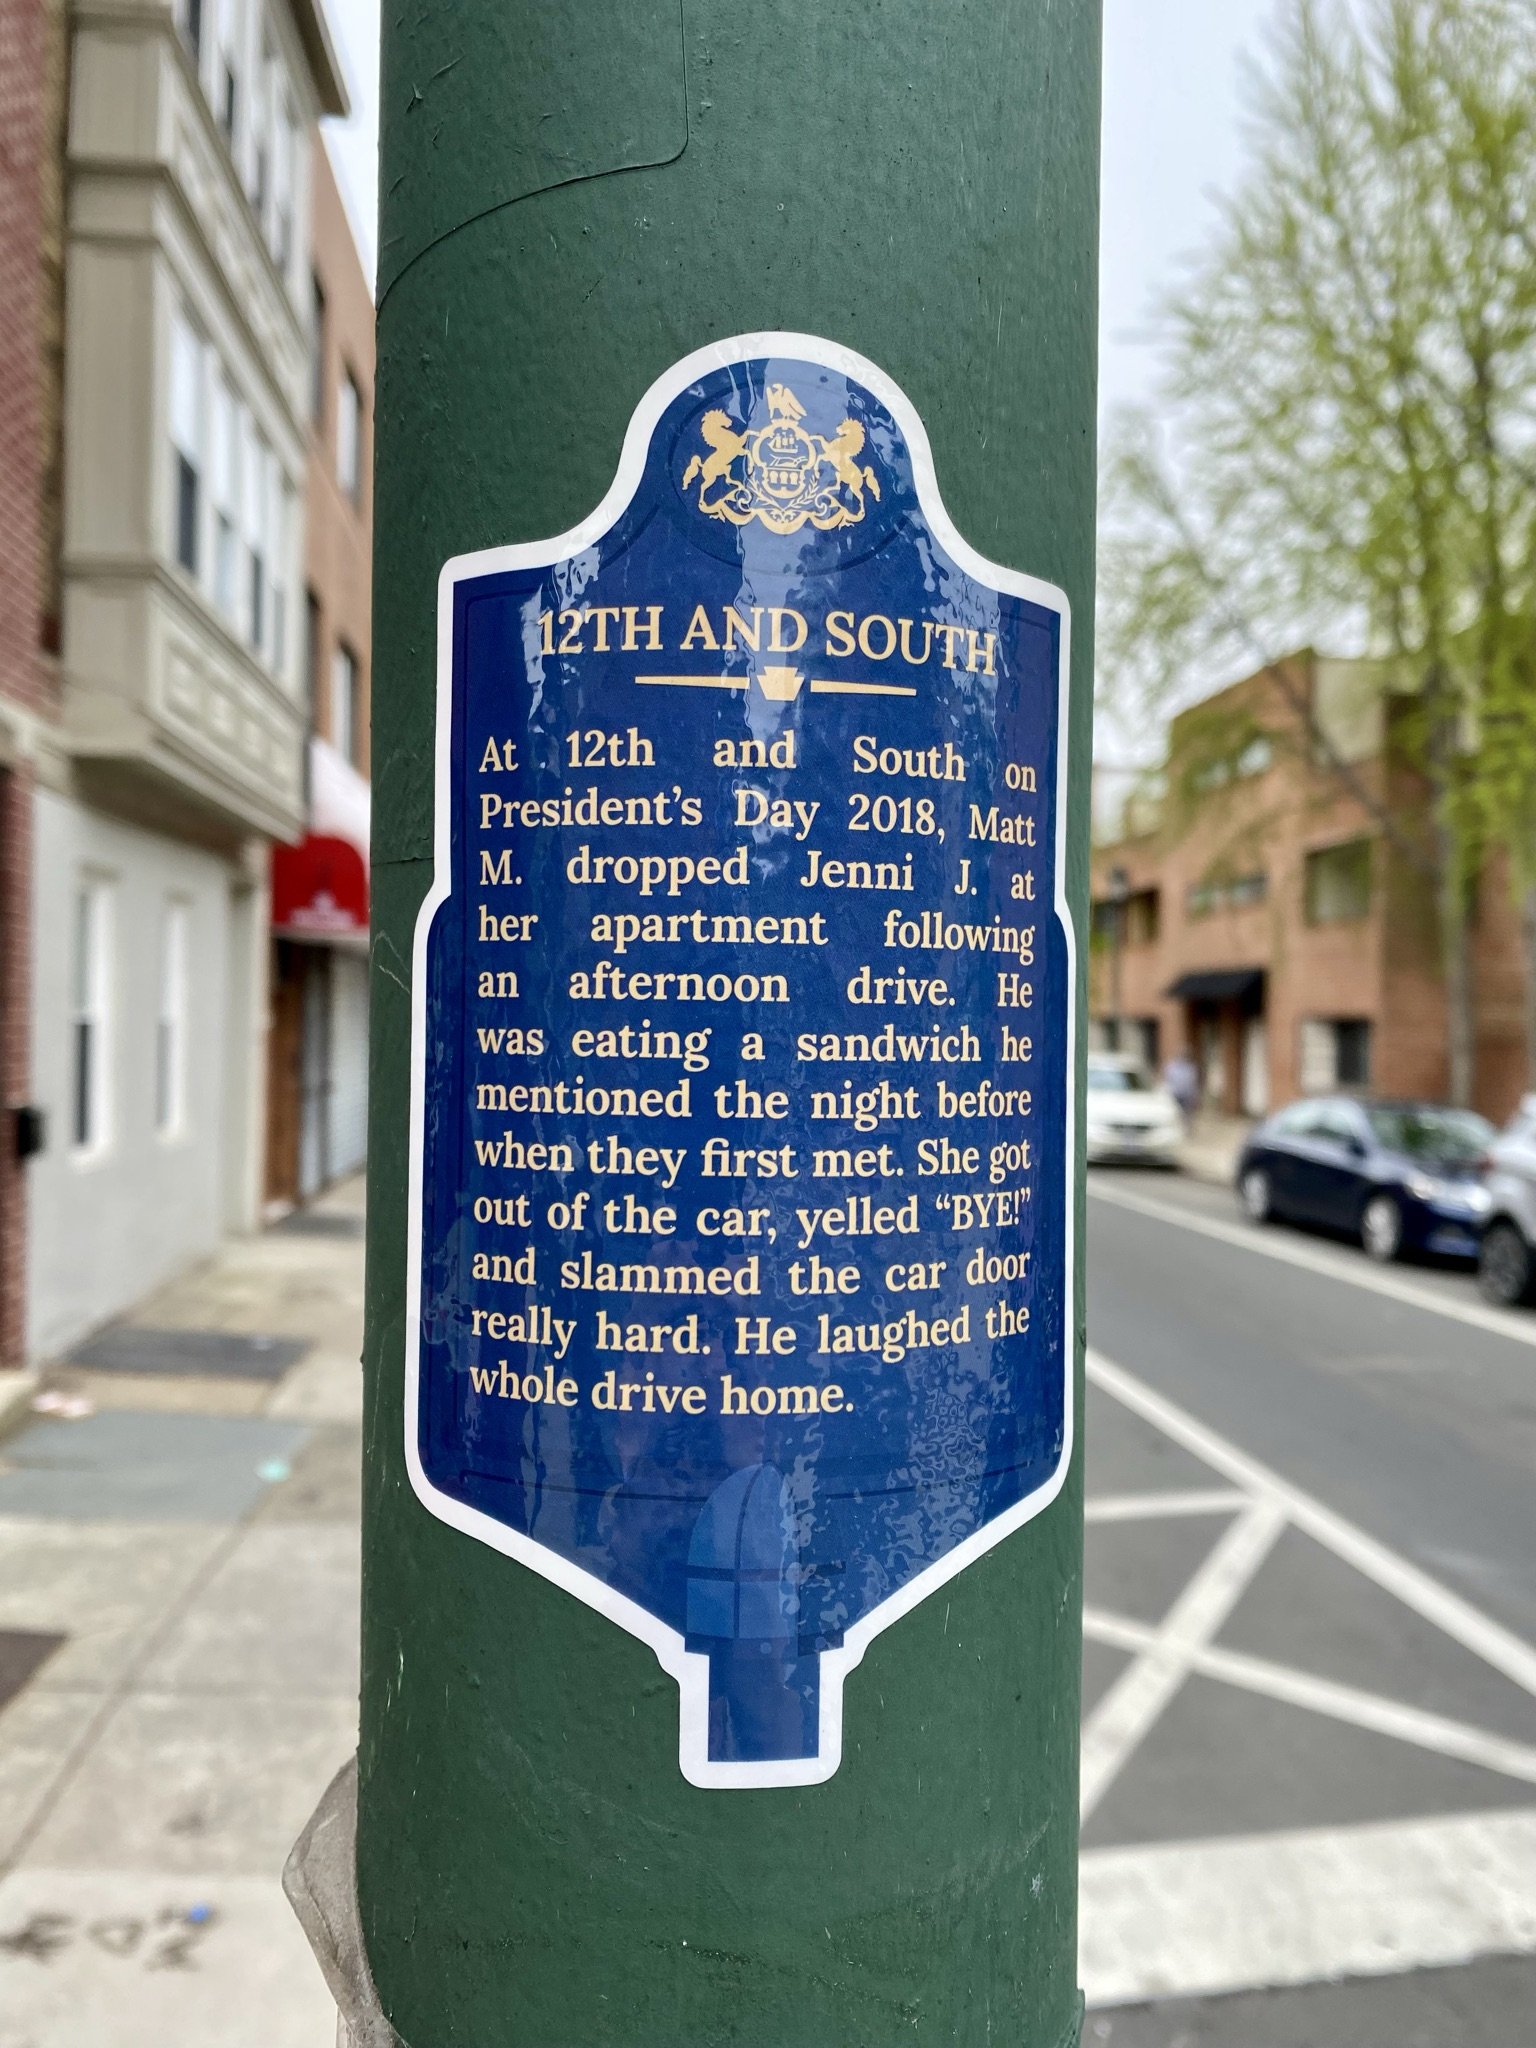 12TH AND SOUTH
At 12th and South on
President's Day 2018, Matt
M. dropped Jenni J. at
her apartment following
an afternoon drive. He
was eating a sandwich he
mentioned the night before
when they first met. She got
out of the car, yelled “BYE!”
and slammed the car door
really hard. He laughed the
whole drive home.